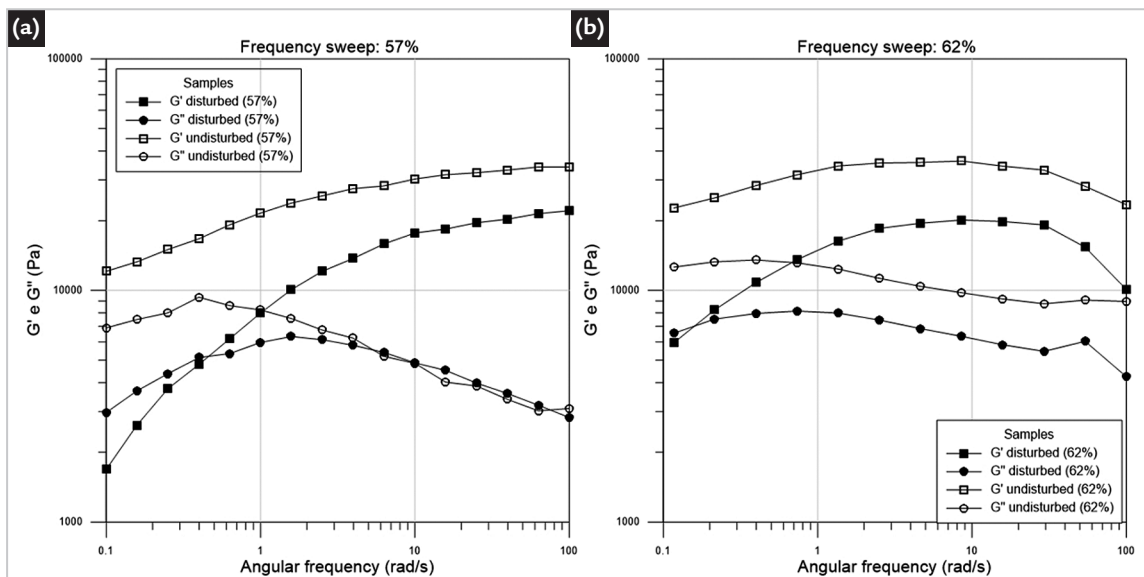 (a)
Frequency sweep: 57%
100000
10000
1000
G' e G" (Pa)
Samples
G' disturbed (57%)
G" disturbed (57%)
G' undisturbed (57%)
G" undisturbed (57%)
0.1 1 10 100
Angular frequency (rad/s)
(b)
Frequency sweep: 62%
100000
10000
1000
G' e G" (Pa)
Samples
G' disturbed (62%)
G" disturbed (62%)
G' undisturbed (62%)
G" undisturbed (62%)
0.1 1 10 100
Angular frequency (rad/s)